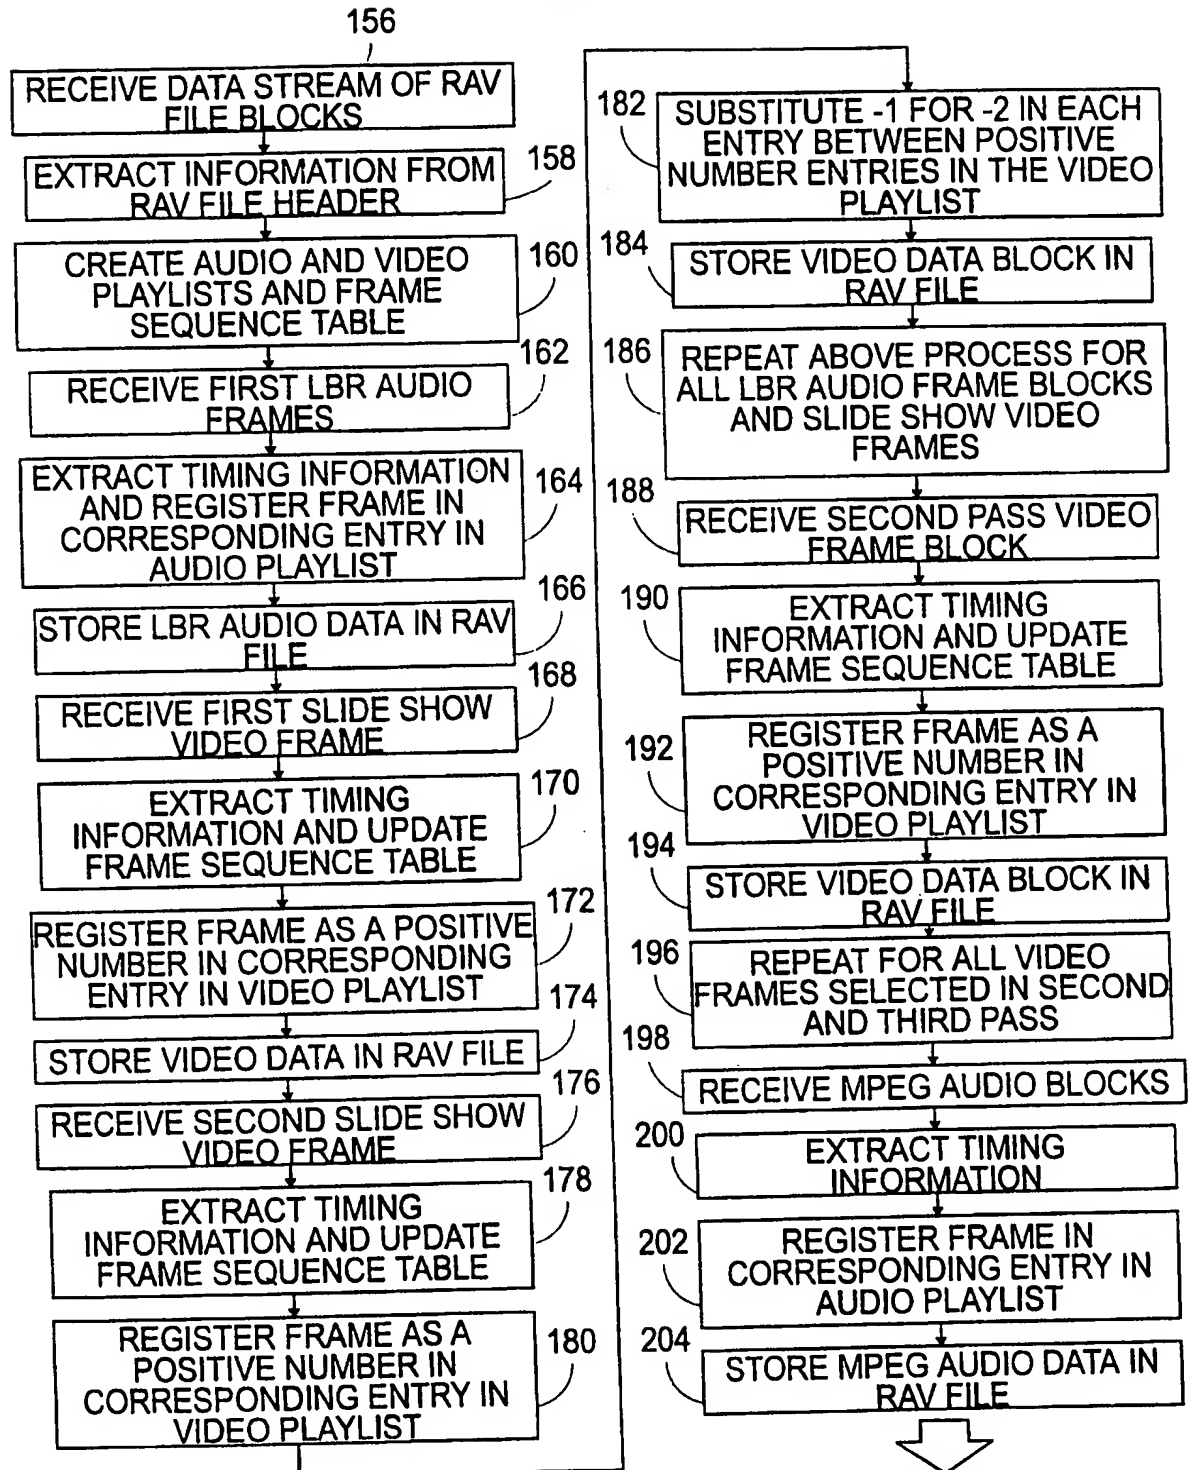 156
RECEIVE DATA STREAM OF RAV
FILE BLOCKS
158
EXTRACT INFORMATION FROM
RAV FILE HEADER
160
CREATE AUDIO AND VIDEO
PLAYLISTS AND FRAME
SEQUENCE TABLE
162
RECEIVE FIRST LBR AUDIO
FRAMES
164
EXTRACT TIMING INFORMATION
AND REGISTER FRAME IN
CORRESPONDING ENTRY IN
AUDIO PLAYLIST
166
STORE LBR AUDIO DATA IN RAV
FILE
168
RECEIVE FIRST SLIDE SHOW
VIDEO FRAME
170
EXTRACT TIMING
INFORMATION AND UPDATE
FRAME SEQUENCE TABLE
172
REGISTER FRAME AS A POSITIVE
NUMBER IN CORRESPONDING
ENTRY IN VIDEO PLAYLIST
174
STORE VIDEO DATA IN RAV FILE
176
RECEIVE SECOND SLIDE SHOW
VIDEO FRAME
178
EXTRACT TIMING
INFORMATION AND UPDATE
FRAME SEQUENCE TABLE
180
REGISTER FRAME AS A
POSITIVE NUMBER IN
CORRESPONDING ENTRY IN
VIDEO PLAYLIST
182
SUBSTITUTE -1 FOR -2 IN EACH
ENTRY BETWEEN POSITIVE
NUMBER ENTRIES IN THE VIDEO
PLAYLIST
184
STORE VIDEO DATA BLOCK IN
RAV FILE
186
REPEAT ABOVE PROCESS FOR
ALL LBR AUDIO FRAME BLOCKS
AND SLIDE SHOW VIDEO
FRAMES
188
RECEIVE SECOND PASS VIDEO
FRAME BLOCK
190
EXTRACT TIMING
INFORMATION AND UPDATE
FRAME SEQUENCE TABLE
192
REGISTER FRAME AS A
POSITIVE NUMBER IN
CORRESPONDING ENTRY IN
VIDEO PLAYLIST
194
STORE VIDEO DATA BLOCK IN
RAV FILE
196
REPEAT FOR ALL VIDEO
FRAMES SELECTED IN SECOND
AND THIRD PASS
198
RECEIVE MPEG AUDIO BLOCKS
200
EXTRACT TIMING
INFORMATION
202
REGISTER FRAME IN
CORRESPONDING ENTRY IN
AUDIO PLAYLIST
204
STORE MPEG AUDIO DATA IN
RAV FILE